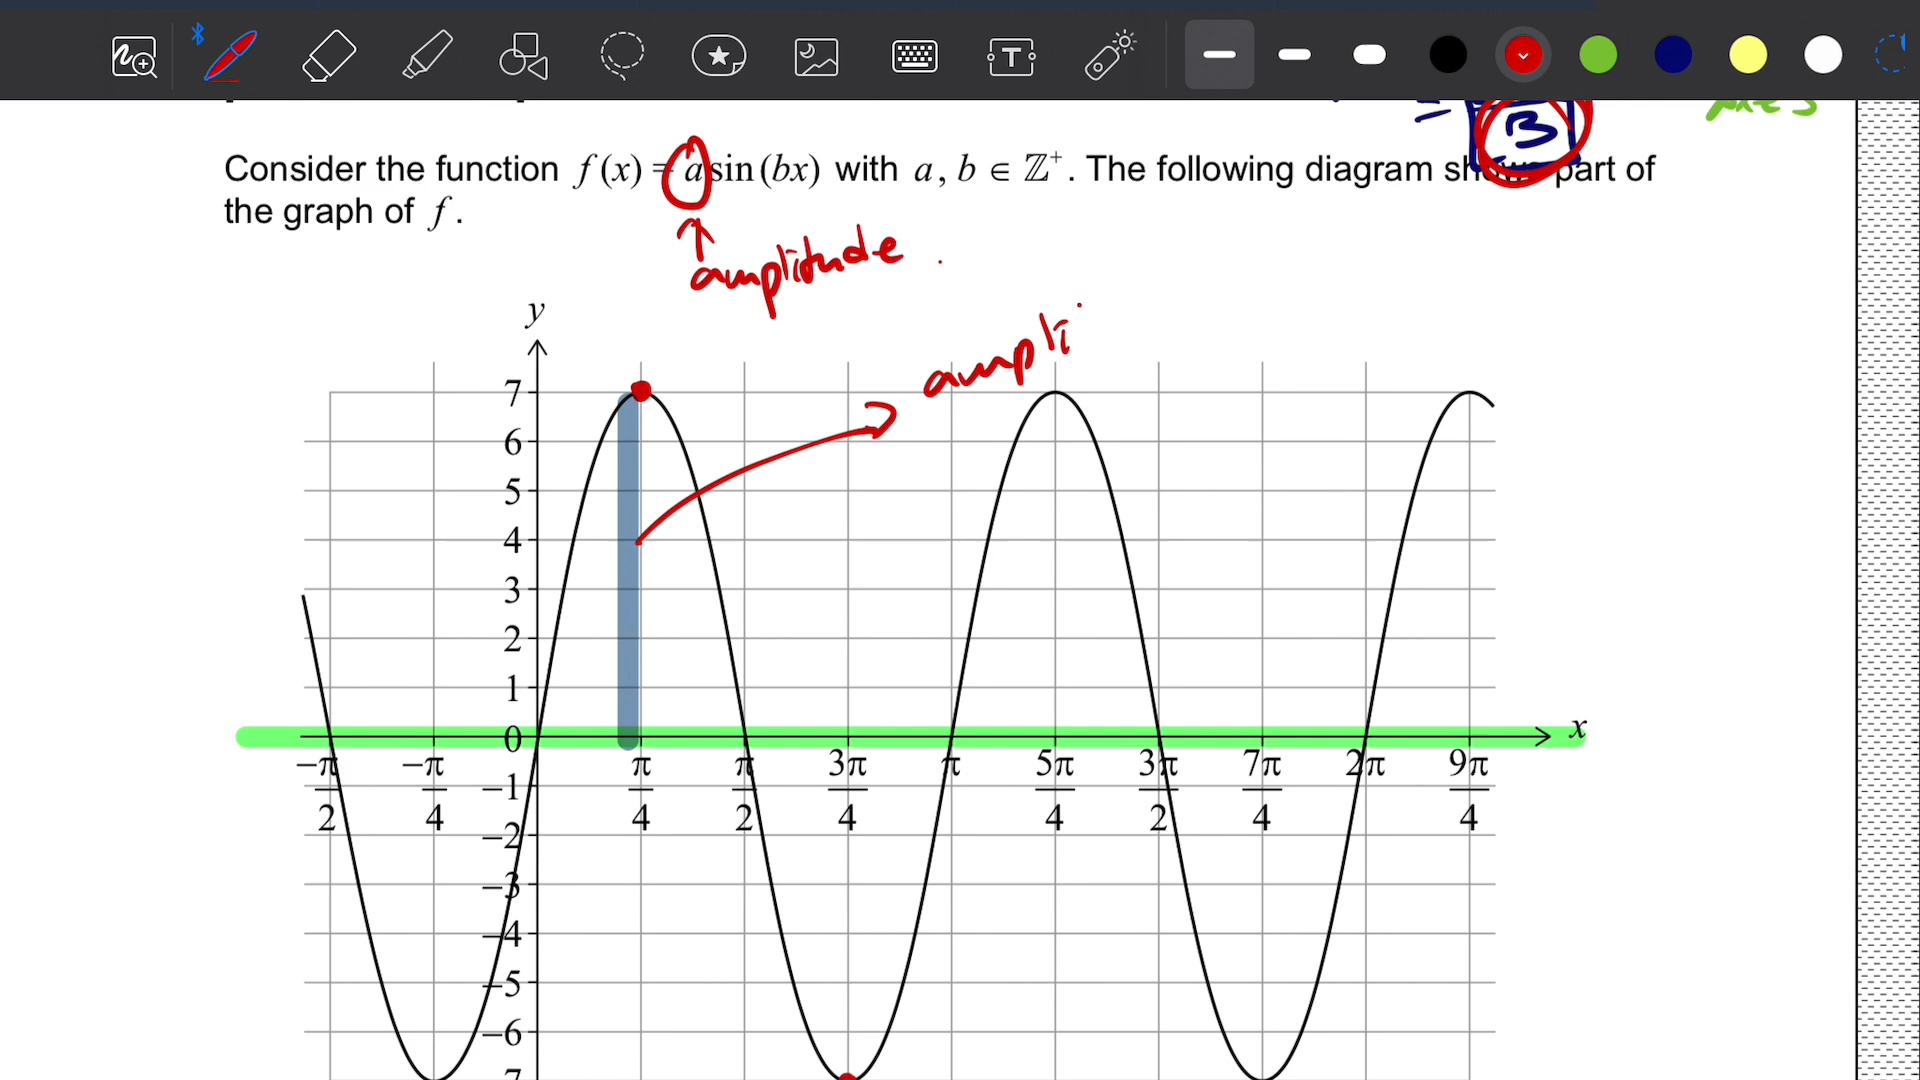 B
Consider the function f(x) = a sin(bx) with a, b ∈ ℤ⁺. The following diagram shows part of
the graph of f.
amplitude
ampli
y
7
6
5
4
3
2
1
0
x
−π/2 −π/4 π/4 π/2 3π/4 π 5π/4 3π/2 7π/4 2π 9π/4
−1
−2
−3
−4
−5
−6
7